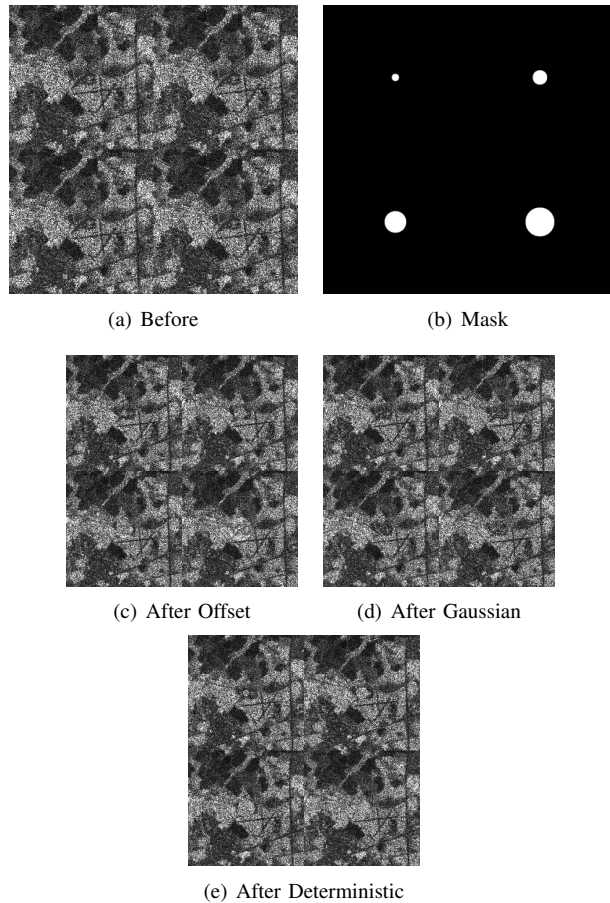 (a) Before
(b) Mask
(c) After Offset
(d) After Gaussian
(e) After Deterministic